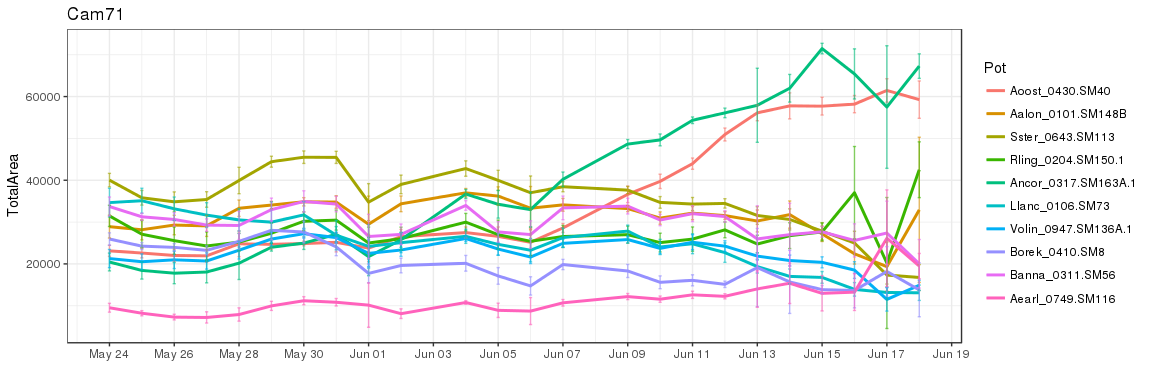 Cam71
TotalArea
60000
40000
20000
May 24 May 26 May 28 May 30 Jun 01 Jun 03 Jun 05 Jun 07 Jun 09 Jun 11 Jun 13 Jun 15 Jun 17 Jun 19
Pot
Aoost_0430.SM40
Aalon_0101.SM148B
Sster_0643.SM113
Rling_0204.SM150.1
Ancor_0317.SM163A.1
Llanc_0106.SM73
Volin_0947.SM136A.1
Borek_0410.SM8
Banna_0311.SM56
Aearl_0749.SM116